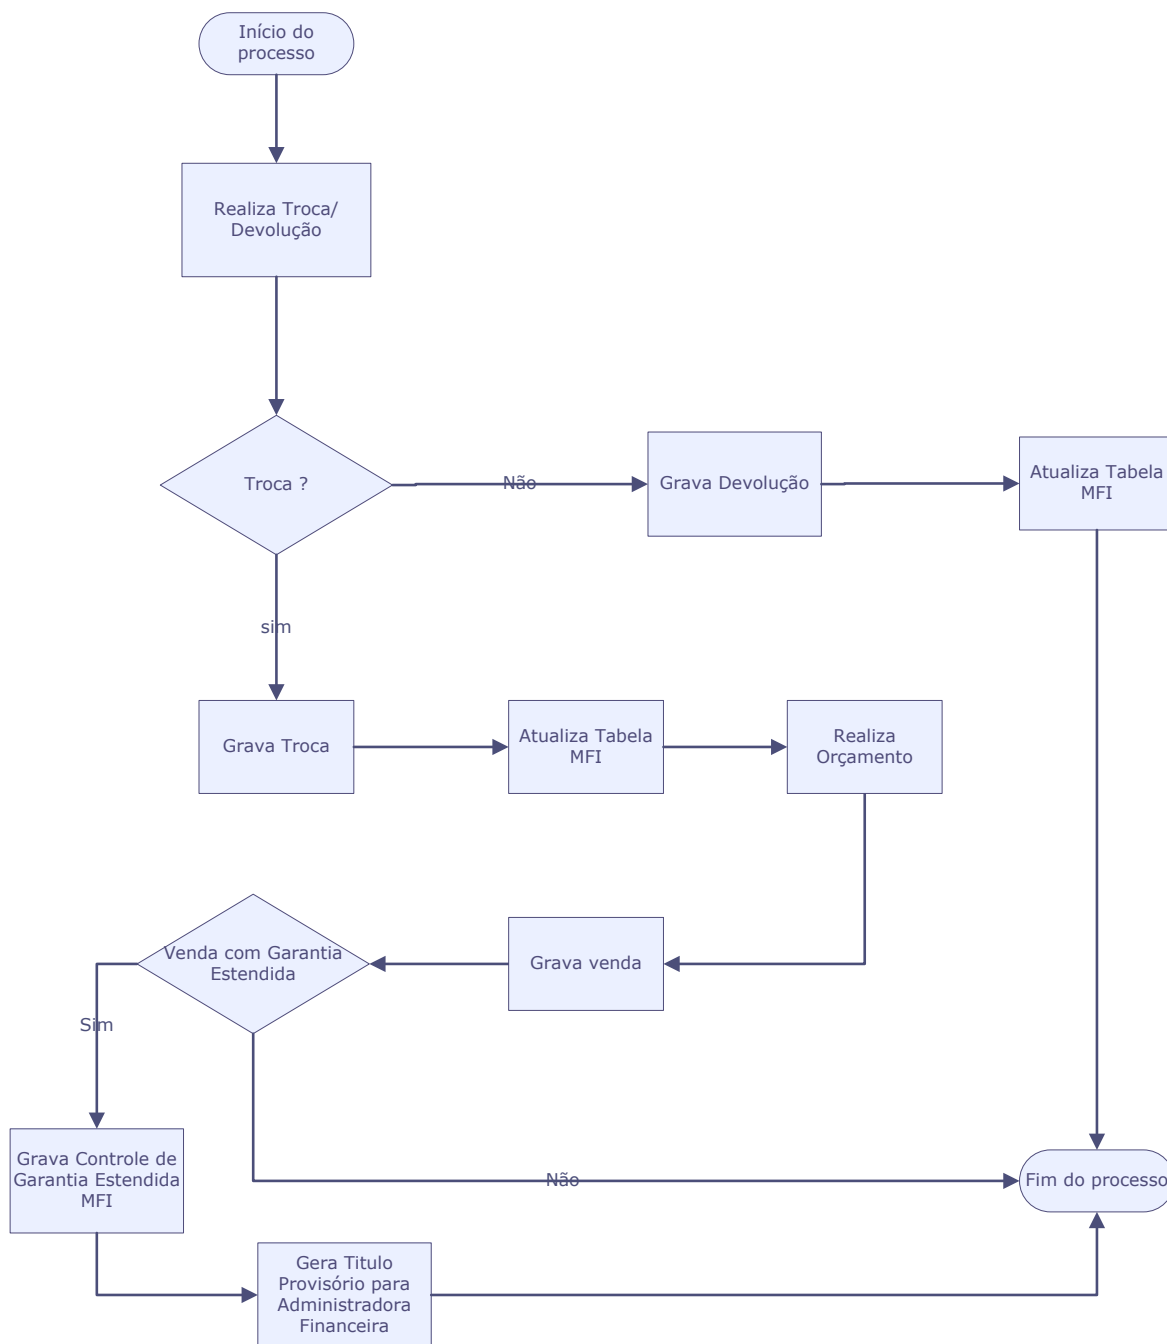 Início do
processo
Realiza Troca/
Devolução
Troca ?
Não
Grava Devolução
Atualiza Tabela
MFI
sim
Grava Troca
Atualiza Tabela
MFI
Realiza
Orçamento
Venda com Garantia
Estendida
Grava venda
Sim
Grava Controle de
Garantia Estendida
MFI
Não
Fim do processo
Gera Titulo
Provisório para
Administradora
Financeira